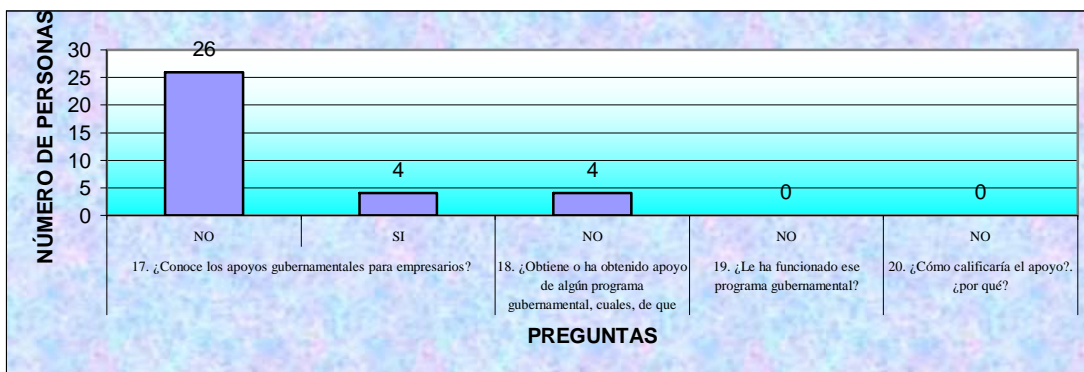 NÚMERO DE PERSONAS
30
25
20
15
10
5
0
26
4
4
0
0
NO
SI
NO
NO
NO
17. ¿Conoce los apoyos gubernamentales para empresarios?
18. ¿Obtiene o ha obtenido apoyo
de algún programa
gubernamental, cuales, de que
19. ¿Le ha funcionado ese
programa gubernamental?
20. ¿Cómo calificaría el apoyo?.
¿por qué?
PREGUNTAS